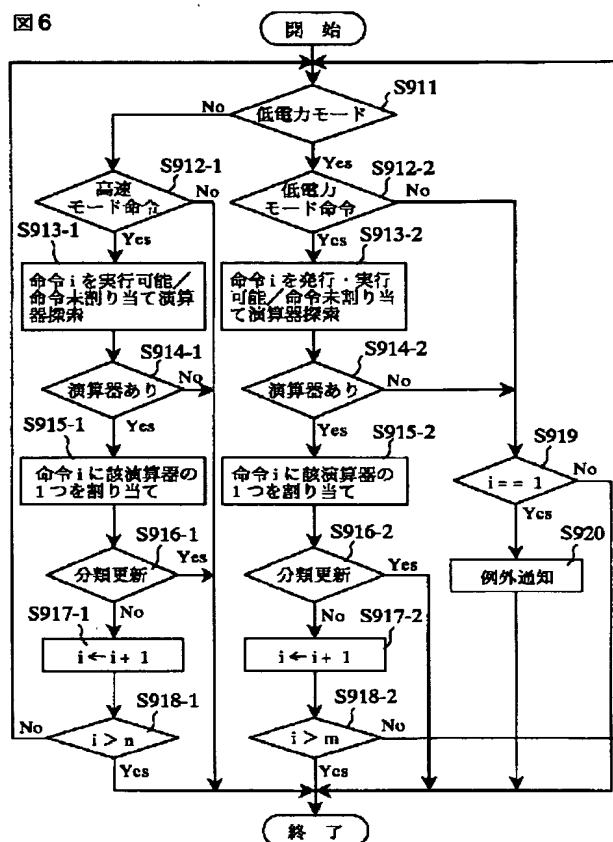 図6
開 始
S911
低電力モード
No
Yes
S912-1
高速
モード命令
No
Yes
S912-2
低電力
モード命令
No
Yes
S913-1
命令iを実行可能/
命令未割り当て演算
器探索
S913-2
命令iを発行・実行
可能/命令未割り当
て演算器探索
S914-1
演算器あり
No
Yes
S914-2
演算器あり
No
Yes
S915-1
命令iに該演算器の
1つを割り当て
S915-2
命令iに該演算器の
1つを割り当て
S919
i == 1
No
Yes
S916-1
分類更新
Yes
No
S916-2
分類更新
Yes
No
S920
例外通知
S917-1
i ← i + 1
S917-2
i ← i + 1
S918-1
i > n
No
Yes
S918-2
i > m
No
Yes
終 了